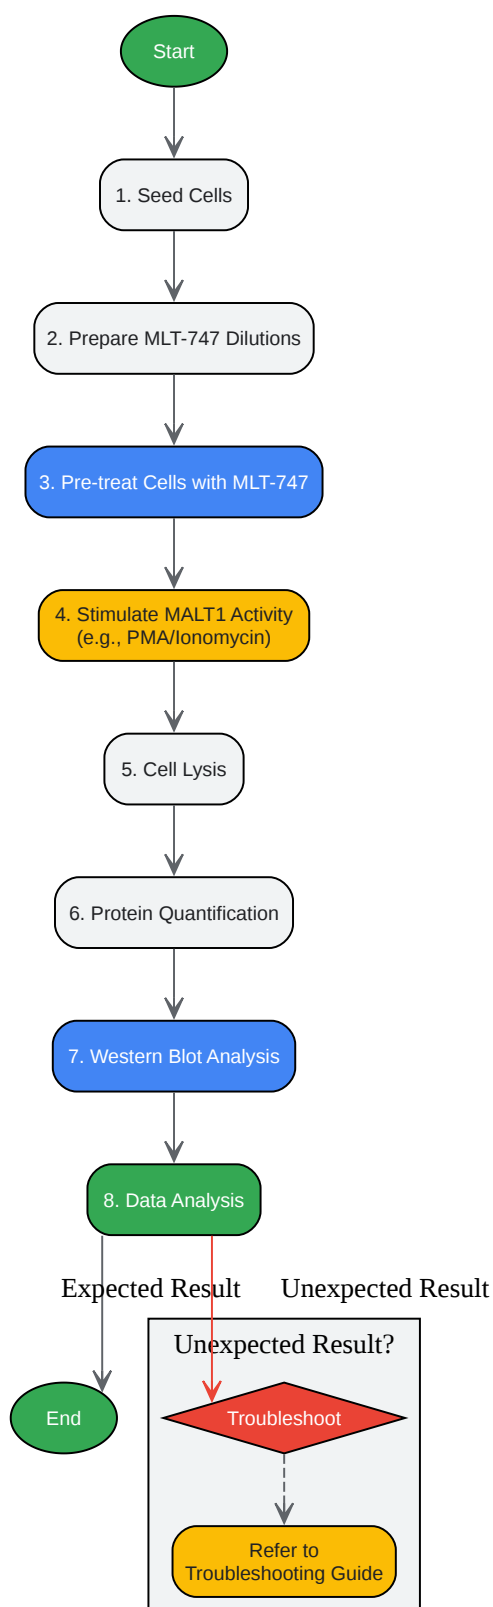 Start
1. Seed Cells
2. Prepare MLT-747 Dilutions
3. Pre-treat Cells with MLT-747
4. Stimulate MALT1 Activity
(e.g., PMA/Ionomycin)
5. Cell Lysis
6. Protein Quantification
7. Western Blot Analysis
8. Data Analysis
Expected Result
Unexpected Result
Unexpected Result?
End
Troubleshoot
Refer to
Troubleshooting Guide